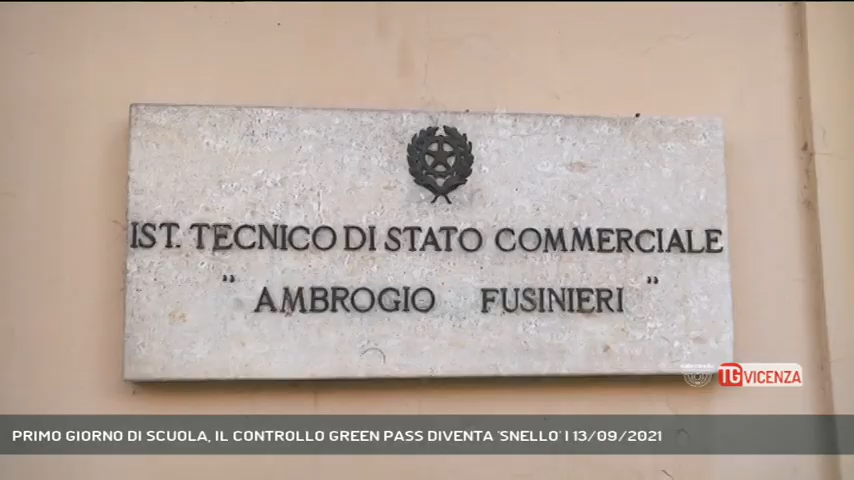 IST. TECNICO DI STATO COMMERCIALE
" AMBROGIO FUSINIERI "
TG VICENZA
PRIMO GIORNO DI SCUOLA, IL CONTROLLO GREEN PASS DIVENTA 'SNELLO' | 13/09/2021